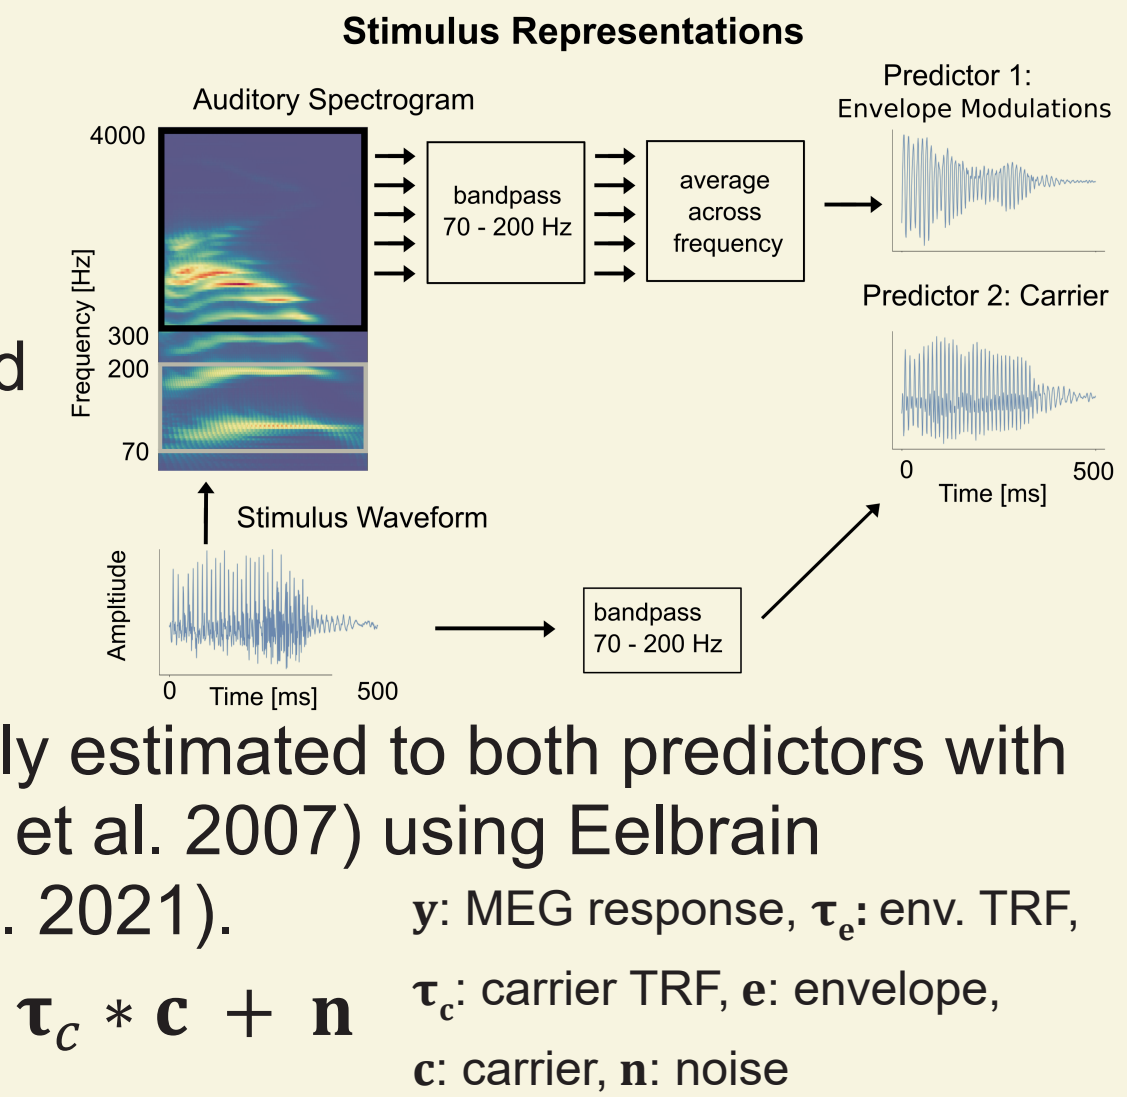 Stimulus Representations
Auditory Spectrogram
Predictor 1:
Envelope Modulations
4000
300
200
70
Frequency [Hz]
bandpass
70 - 200 Hz
average
across
frequency
Predictor 2: Carrier
0 500
Time [ms]
d
Stimulus Waveform
Ampltiude
0 Time [ms] 500
bandpass
70 - 200 Hz
ly estimated to both predictors with
et al. 2007) using Eelbrain
. 2021).
y: MEG response, τe: env. TRF,
τc * c + n
τc: carrier TRF, e: envelope,
c: carrier, n: noise